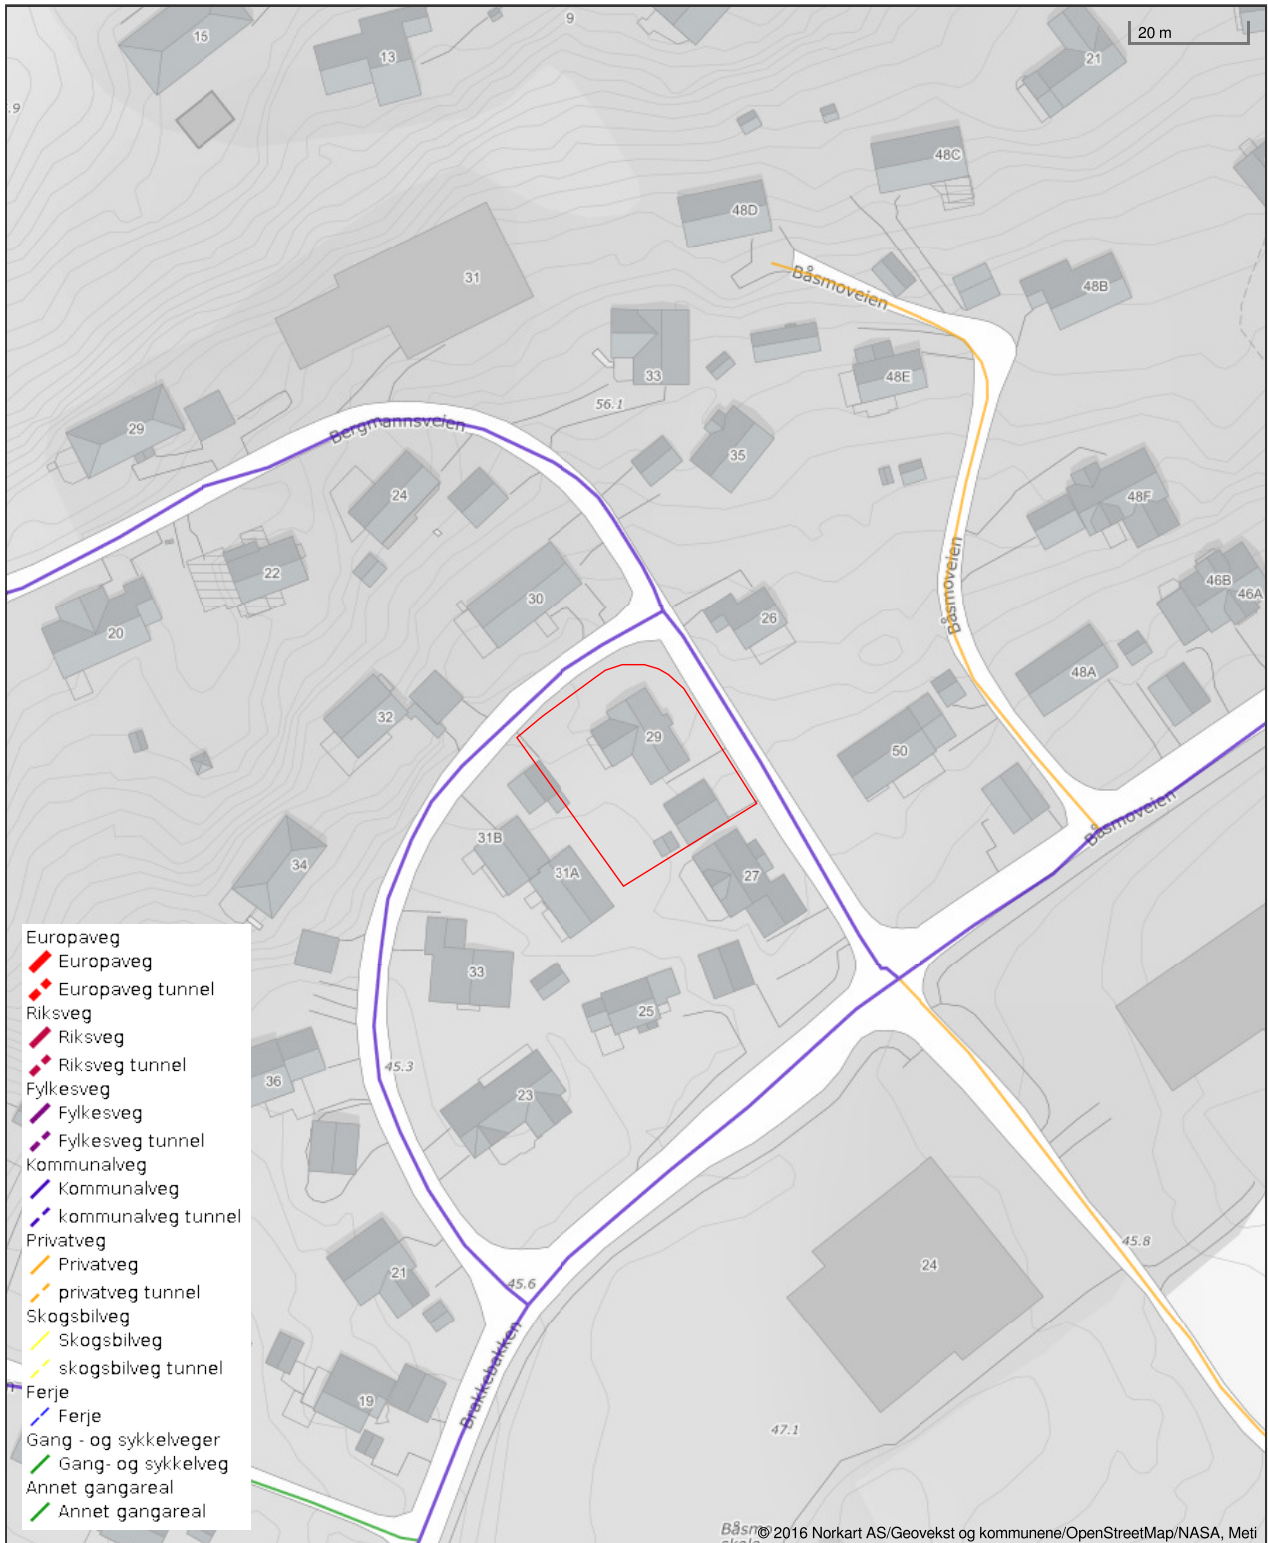 15
13
9
20 m
21
.9
48C
48D
31
Båsmoveien
48B
33
48E
56.1
29
Bergmannsveien
35
24
48F
22
30
Båsmoveien
46B
46A
20
26
48A
32
29
50
Båsmoveien
31B
34
31A
27
33
25
45.3
36
23
21
45.6
45.8
24
Brakkebakken
19
47.1
Europaveg
Europaveg
Europaveg tunnel
Riksveg
Riksveg
Riksveg tunnel
Fylkesveg
Fylkesveg
Fylkesveg tunnel
Kommunalveg
Kommunalveg
kommunalveg tunnel
Privatveg
Privatveg
privatveg tunnel
Skogsbilveg
Skogsbilveg
skogsbilveg tunnel
Ferje
Ferje
Gang - og sykkelveger
Gang- og sykkelveg
Annet gangareal
Annet gangareal
© 2016 Norkart AS/Geovekst og kommunene/OpenStreetMap/NASA, Meti